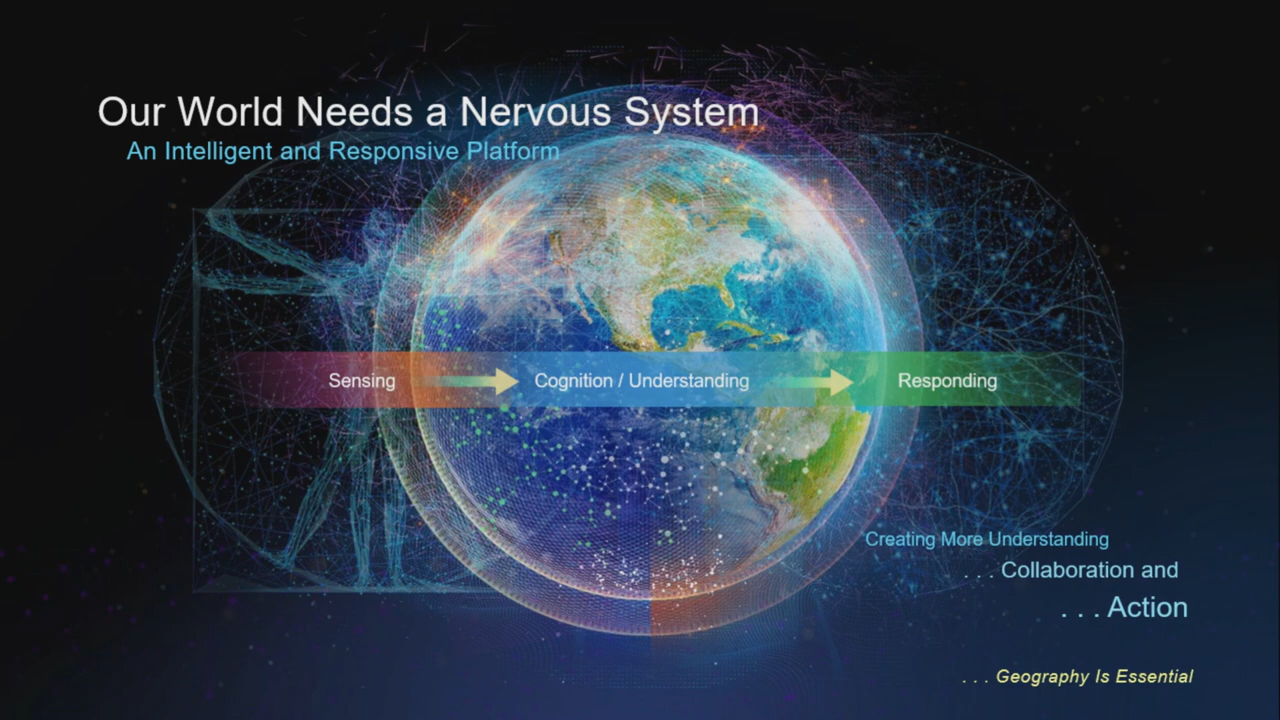 Our World Needs a Nervous System
An Intelligent and Responsive Platform
Sensing
Cognition / Understanding
Responding
Creating More Understanding
. . . Collaboration and
. . . Action
. . . Geography Is Essential